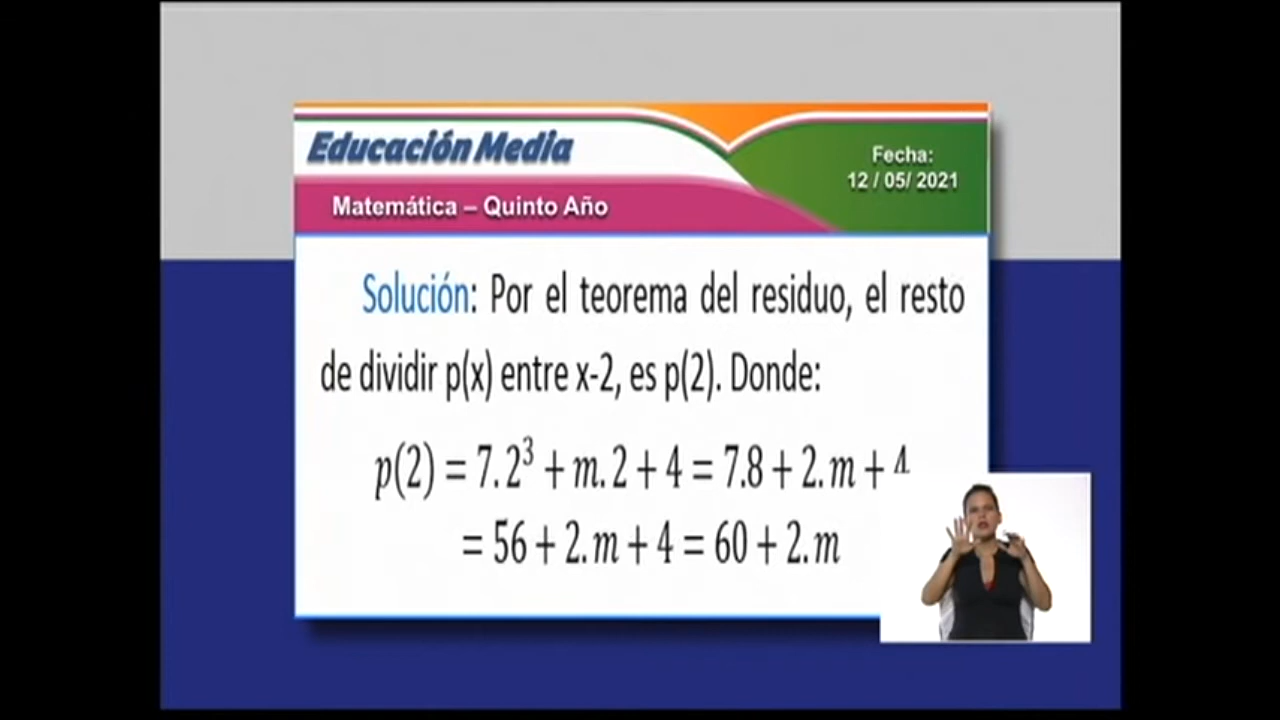 Educación Media
Fecha:
12 / 05/ 2021
Matemática – Quinto Año
Solución: Por el teorema del residuo, el resto
de dividir p(x) entre x-2, es p(2). Donde:
p(2) = 7.2³ + m.2 + 4 = 7.8 + 2.m + 4
= 56 + 2.m + 4 = 60 + 2.m